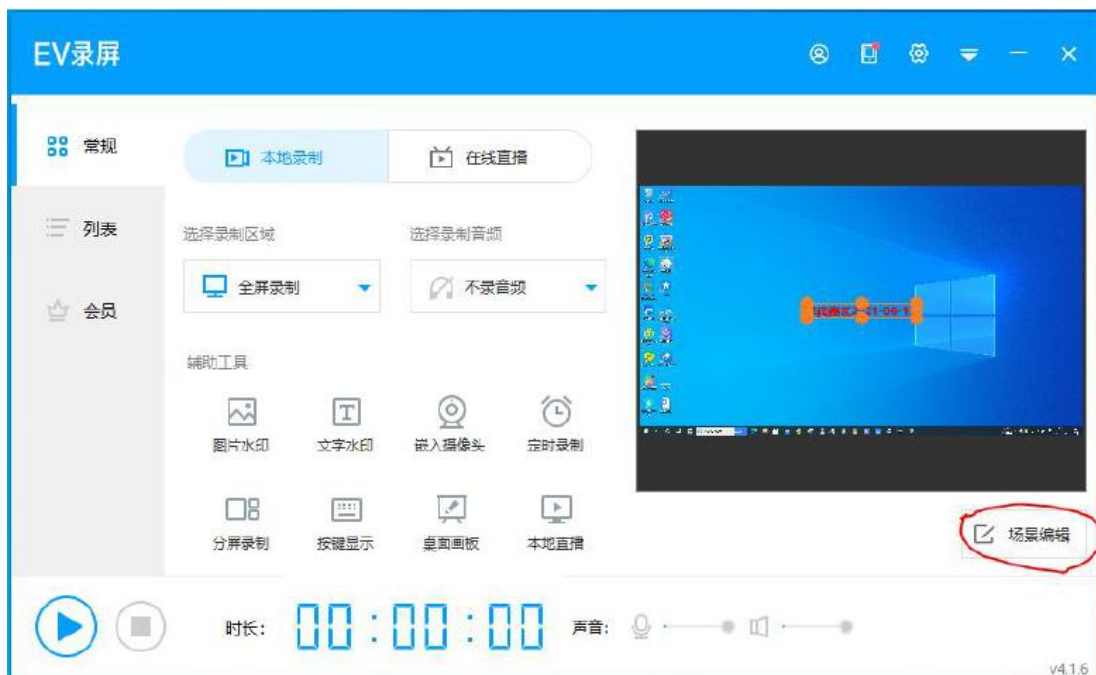 EV录屏
常规
本地录制
在线直播
列表
选择录制区域
选择录制音频
全屏录制
不录音频
会员
辅助工具
图片水印
文字水印
嵌入摄像头
定时录制
分屏录制
按键显示
桌面画板
本地直播
场景编辑
时长:
00:00:00
声音:
v4.1.6